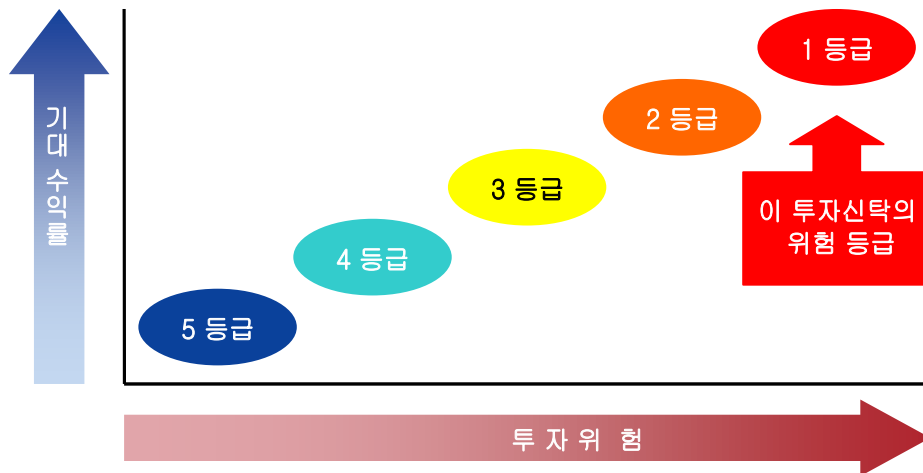 1 등급
2 등급
3 등급
4 등급
5 등급
이 투자신탁의
위험 등급
기대 수익률
투 자 위 험